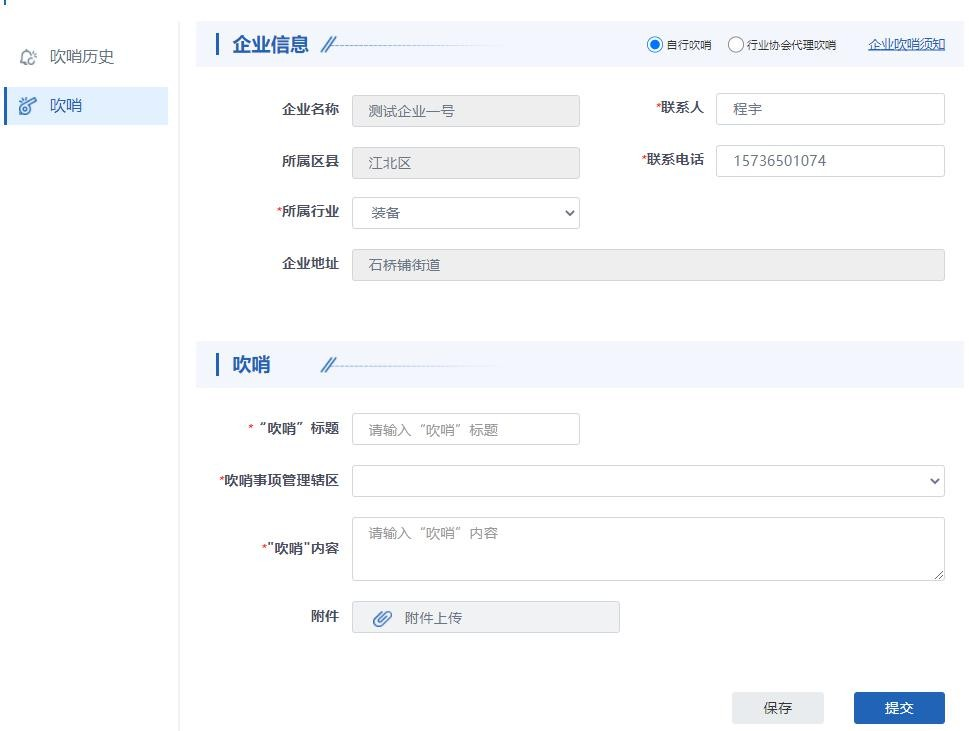 吹哨历史
吹哨
企业信息
自行吹哨 行业协会代理吹哨 企业吹哨须知
企业名称 测试企业一号 *联系人 程宇
所属区县 江北区 *联系电话 15736501074
*所属行业 装备
企业地址 石桥铺街道
吹哨
*“吹哨”标题 请输入“吹哨”标题
*吹哨事项管理辖区
*"吹哨"内容 请输入“吹哨”内容
附件 附件上传
保存 提交